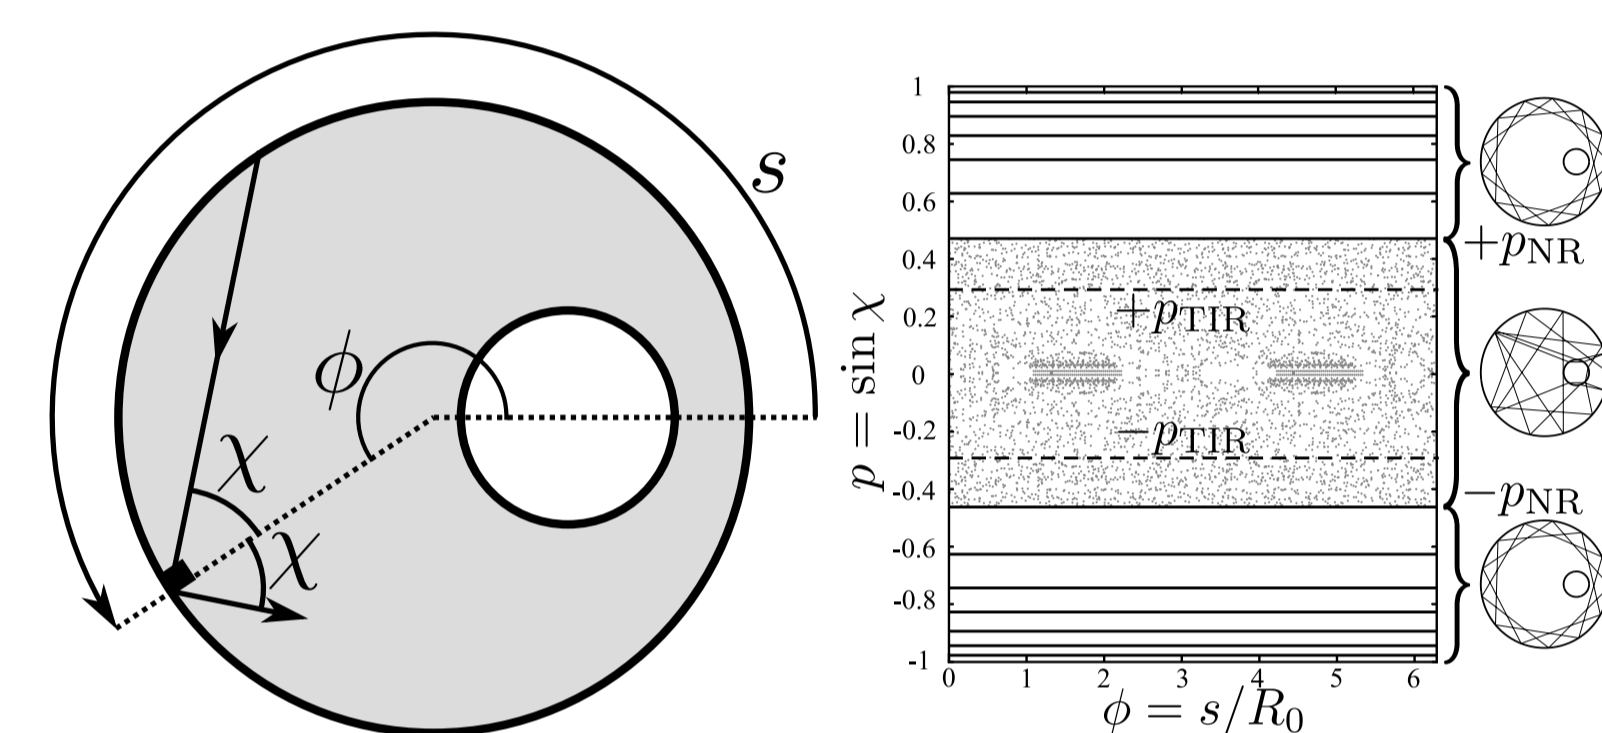 s
ϕ
χ
χ
p = sin χ
1
0.8
0.6
0.4
0.2
0
-0.2
-0.4
-0.6
-0.8
-1
+p_TIR
−p_TIR
0 1 2 3 4 5 6
ϕ = s/R_0
+p_NR
−p_NR